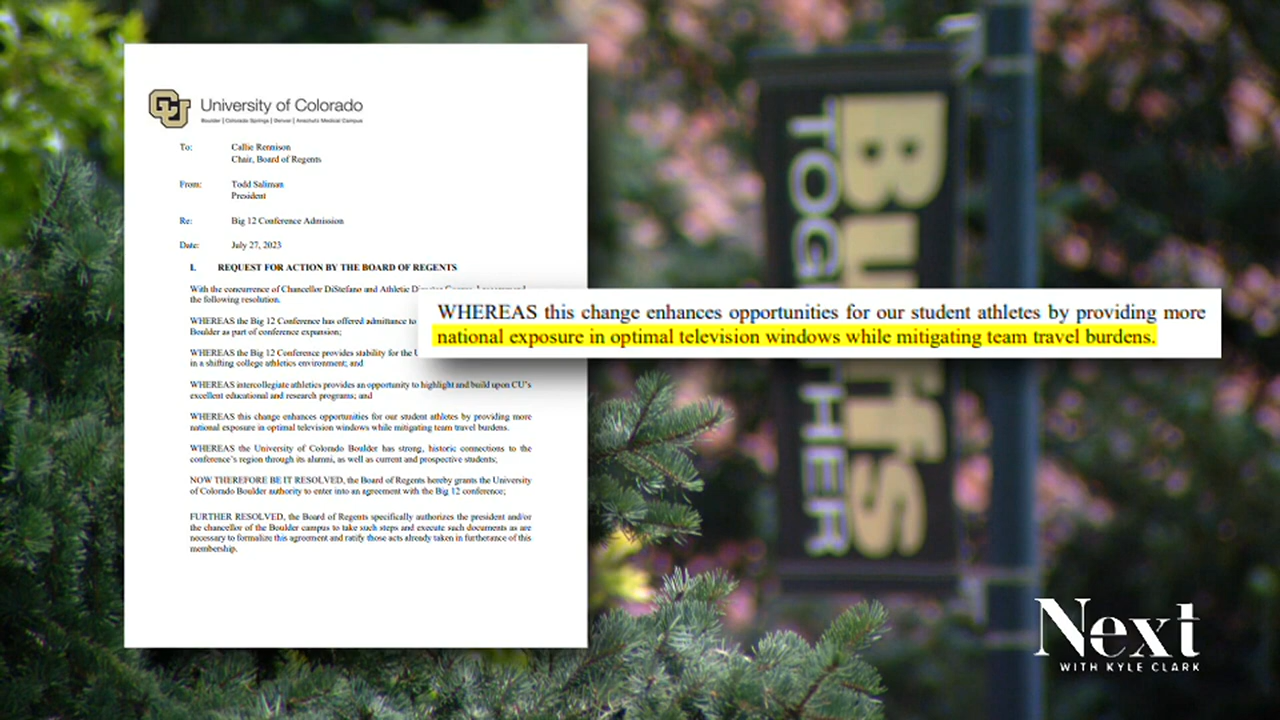 CU University of Colorado
Boulder | Colorado Springs | Denver | Anschutz Medical Campus
To: Callie Rennison
Chair, Board of Regents
From: Todd Saliman
President
Re: Big 12 Conference Admission
Date: July 27, 2023
I. REQUEST FOR ACTION BY THE BOARD OF REGENTS
With the concurrence of Chancellor DiStefano and Athletic
the following resolution.
WHEREAS the Big 12 Conference has offered admittance to
Boulder as part of conference expansion;
WHEREAS the Big 12 Conference provides stability for the
in a shifting college athletics environment; and
WHEREAS intercollegiate athletics provides an opportunity to highlight and build upon CU's
excellent educational and research programs; and
WHEREAS this change enhances opportunities for our student athletes by providing more
national exposure in optimal television windows while mitigating team travel burdens.
WHEREAS the University of Colorado Boulder has strong, historic connections to the
conference's region through its alumni, as well as current and prospective students;
NOW THEREFORE BE IT RESOLVED, the Board of Regents hereby grants the University
of Colorado Boulder authority to enter into an agreement with the Big 12 conference;
FURTHER RESOLVED, the Board of Regents specifically authorizes the president and/or
the chancellor of the Boulder campus to take such steps and execute such documents as are
necessary to formalize this agreement and ratify those acts already taken in furtherance of this
membership.
WHEREAS this change enhances opportunities for our student athletes by providing more
national exposure in optimal television windows while mitigating team travel burdens.
Buffs
TOGETHER
Next
WITH KYLE CLARK